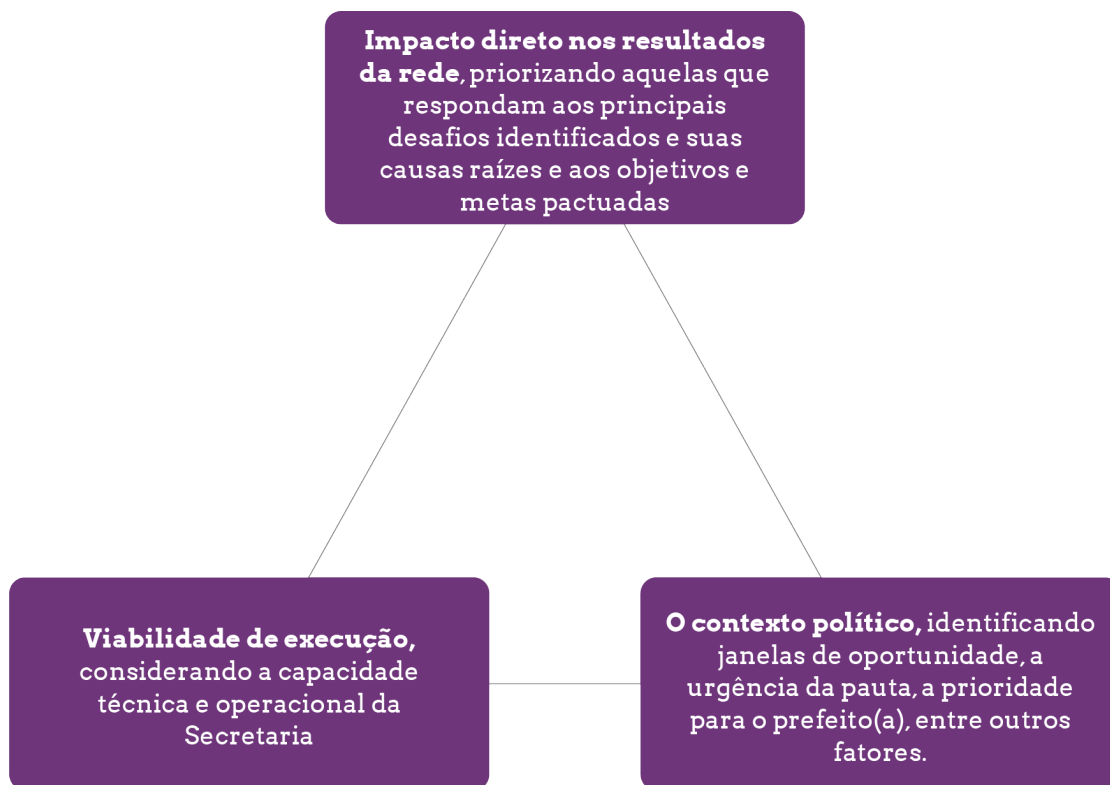 Impacto direto nos resultados
da rede, priorizando aquelas que
respondam aos principais
desafios identificados e suas
causas raízes e aos objetivos e
metas pactuadas
Viabilidade de execução,
considerando a capacidade
técnica e operacional da
Secretaria
O contexto político, identificando
janelas de oportunidade, a
urgência da pauta, a prioridade
para o prefeito(a), entre outros
fatores.